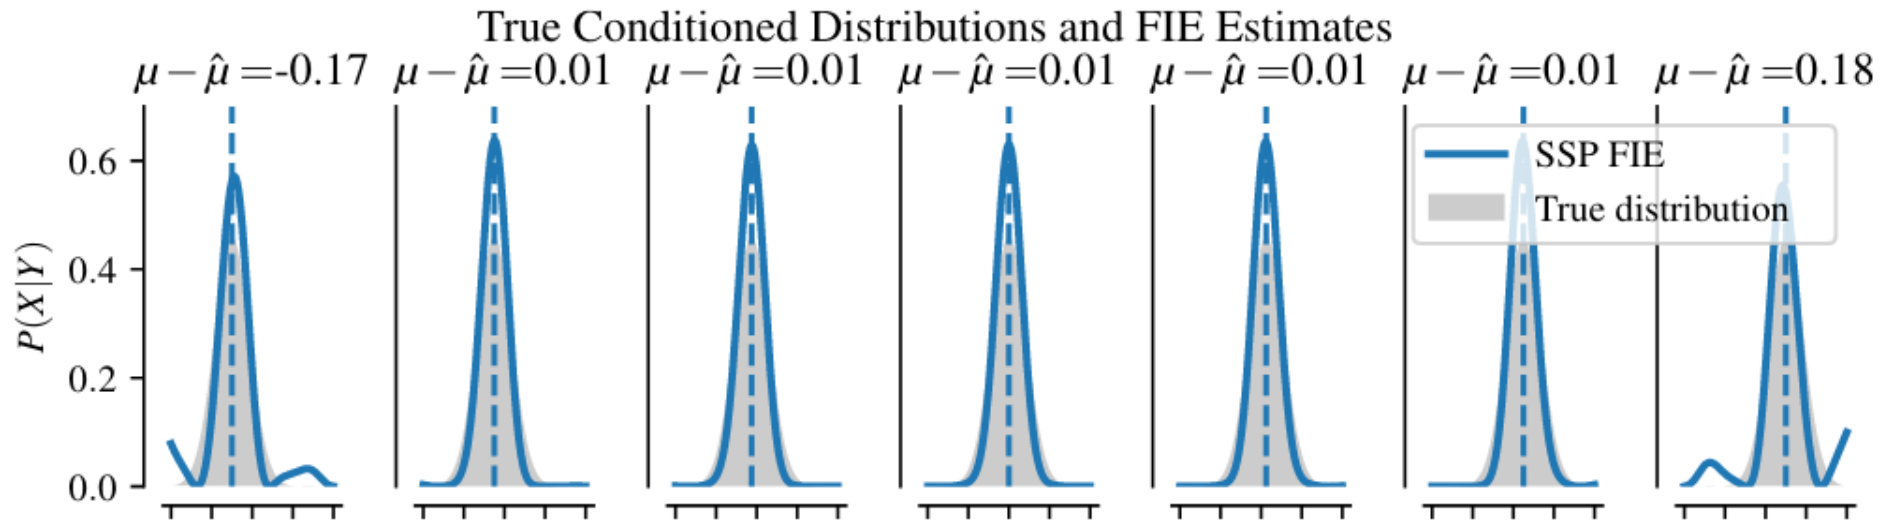 True Conditioned Distributions and FIE Estimates
μ − μ̂ =-0.17 μ − μ̂ =0.01 μ − μ̂ =0.01 μ − μ̂ =0.01 μ − μ̂ =0.01 μ − μ̂ =0.01 μ − μ̂ =0.18
P(X|Y)
0.6
0.4
0.2
0.0
SSP FIE
True distribution